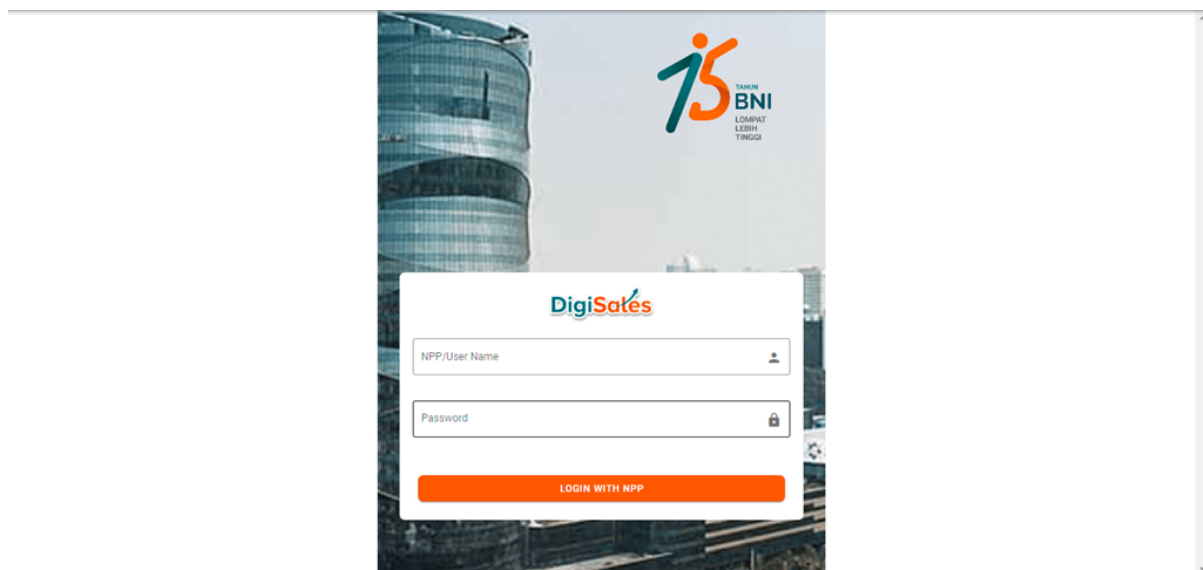 75
TAHUN
BNI
LOMPAT
LEBIH
TINGGI
DigiSales
NPP/User Name
Password
LOGIN WITH NPP